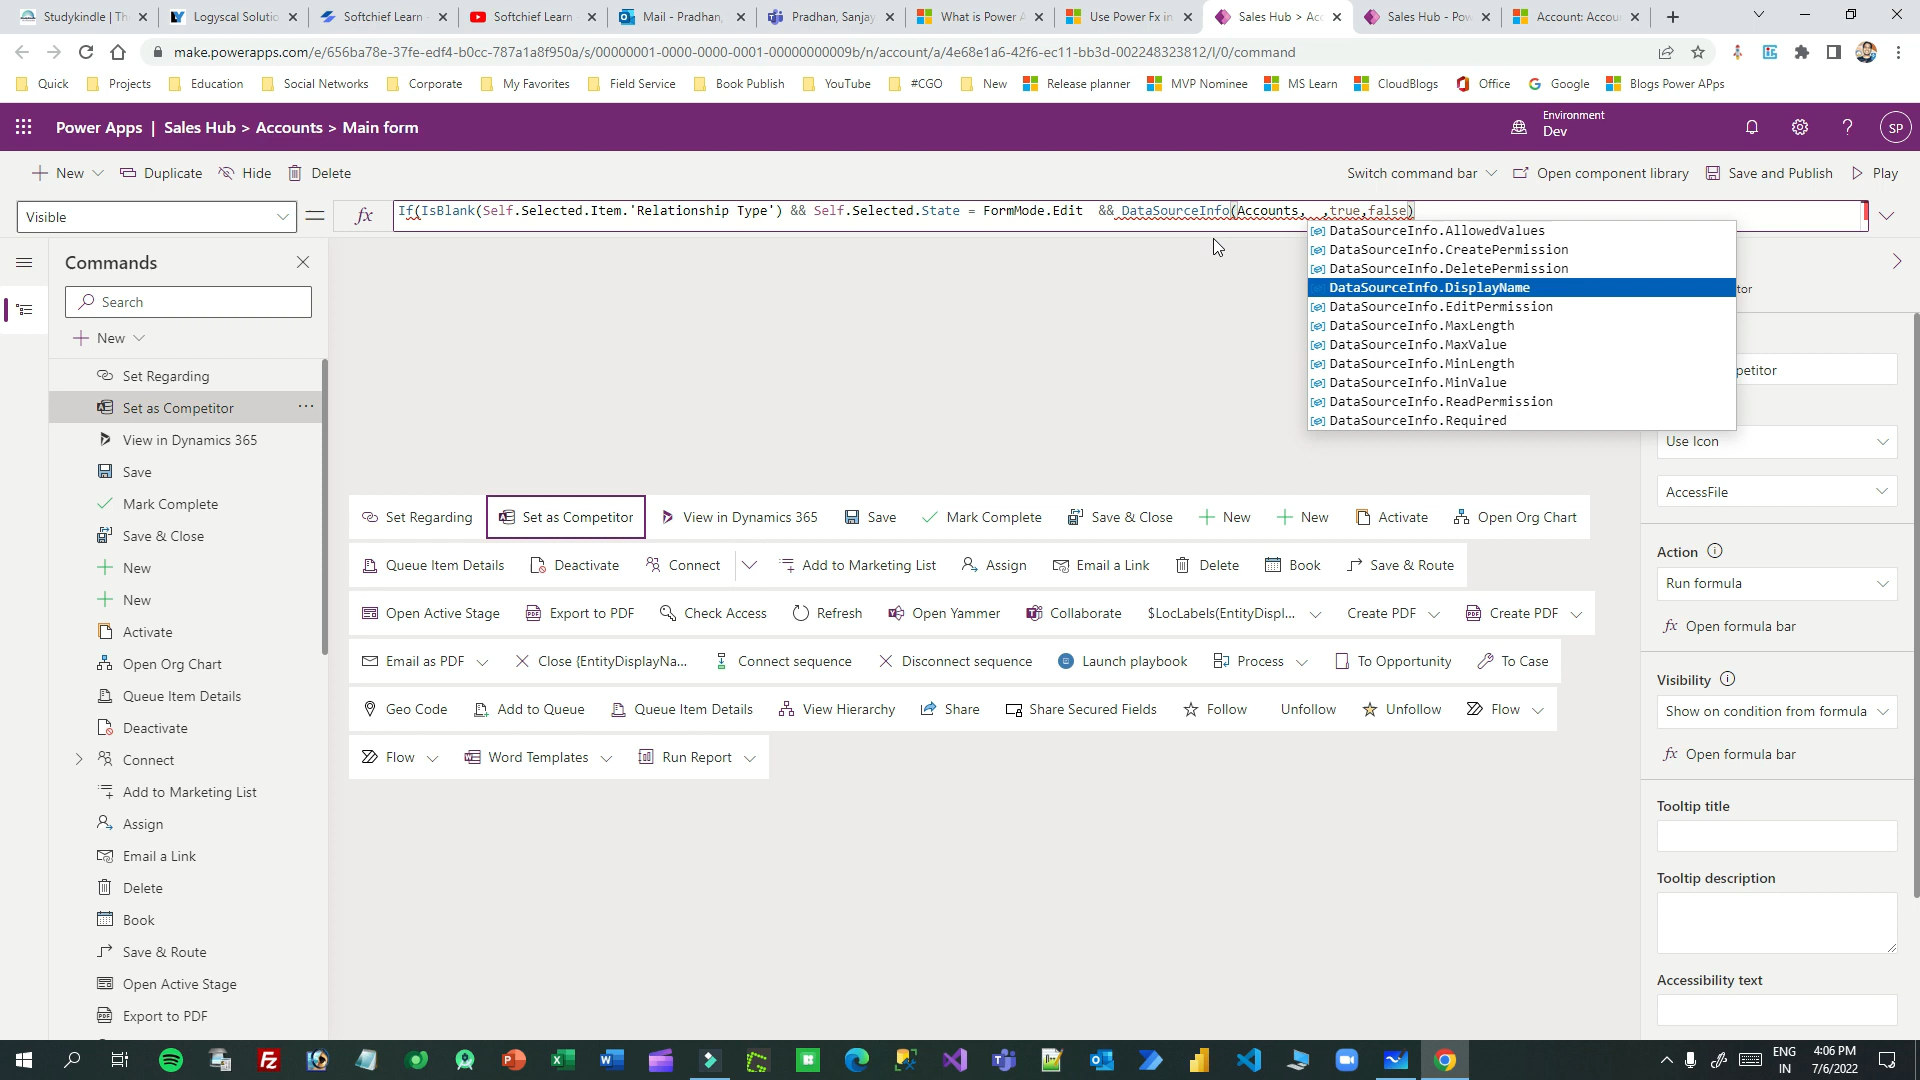 Studykindle | Th
Logyscal Solutio
Softchief Learn
Softchief Learn
Mail - Pradhan,
Pradhan, Sanjay
What is Power A
Use Power Fx in
Sales Hub > Acc
Sales Hub - Pow
Account: Accou
make.powerapps.com/e/656ba78e-37fe-edf4-b0cc-787a1a8f950a/s/00000001-0000-0000-0001-00000000009b/n/account/a/4e68e1a6-42f6-ec11-bb3d-002248323812/l/0/command
Quick
Projects
Education
Social Networks
Corporate
My Favorites
Field Service
Book Publish
YouTube
#CGO
New
Release planner
MVP Nominee
MS Learn
CloudBlogs
Office
Google
Blogs Power APps
Power Apps | Sales Hub > Accounts > Main form
Environment
Dev
SP
New
Duplicate
Hide
Delete
Switch command bar
Open component library
Save and Publish
Play
Visible
fx
If(IsBlank(Self.Selected.Item.'Relationship Type') && Self.Selected.State = FormMode.Edit && DataSourceInfo(Accounts, ,true,false)
DataSourceInfo.AllowedValues
DataSourceInfo.CreatePermission
DataSourceInfo.DeletePermission
DataSourceInfo.DisplayName
DataSourceInfo.EditPermission
DataSourceInfo.MaxLength
DataSourceInfo.MaxValue
DataSourceInfo.MinLength
DataSourceInfo.MinValue
DataSourceInfo.ReadPermission
DataSourceInfo.Required
Commands
Search
New
Set Regarding
Set as Competitor
View in Dynamics 365
Save
Mark Complete
Save & Close
New
New
Activate
Open Org Chart
Queue Item Details
Deactivate
Connect
Add to Marketing List
Assign
Email a Link
Delete
Book
Save & Route
Open Active Stage
Export to PDF
Set Regarding
Set as Competitor
View in Dynamics 365
Save
Mark Complete
Save & Close
New
New
Activate
Open Org Chart
Queue Item Details
Deactivate
Connect
Add to Marketing List
Assign
Email a Link
Delete
Book
Save & Route
Open Active Stage
Export to PDF
Check Access
Refresh
Open Yammer
Collaborate
$LocLabels(EntityDispl...
Create PDF
Create PDF
Email as PDF
Close {EntityDisplayNa...
Connect sequence
Disconnect sequence
Launch playbook
Process
To Opportunity
To Case
Geo Code
Add to Queue
Queue Item Details
View Hierarchy
Share
Share Secured Fields
Follow
Unfollow
Unfollow
Flow
Flow
Word Templates
Run Report
tor
petitor
Use Icon
AccessFile
Action
Run formula
fx Open formula bar
Visibility
Show on condition from formula
fx Open formula bar
Tooltip title
Tooltip description
Accessibility text
ENG
IN
4:06 PM
7/6/2022